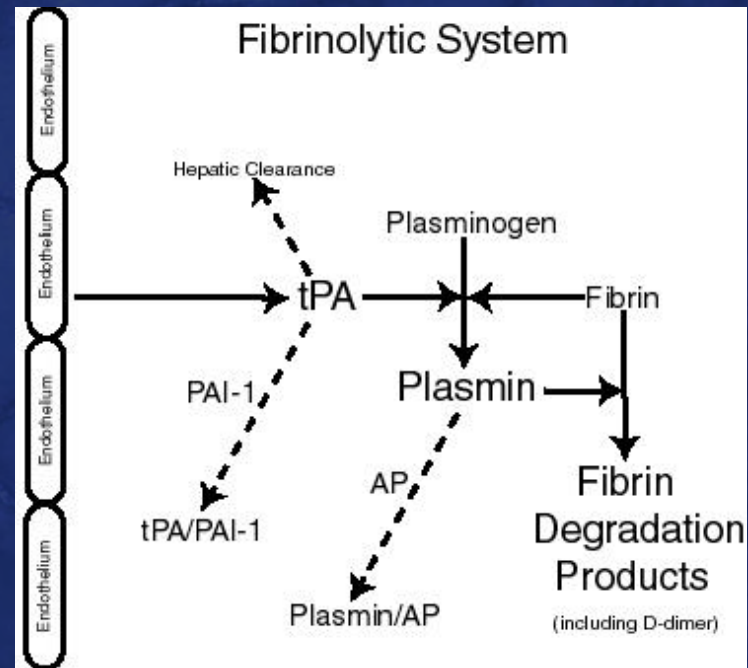 Fibrinolytic System
Endothelium
Endothelium
Endothelium
Endothelium
Hepatic Clearance
Plasminogen
tPA
Fibrin
PAI-1
Plasmin
AP
tPA/PAI-1
Plasmin/AP
Fibrin
Degradation
Products
(including D-dimer)